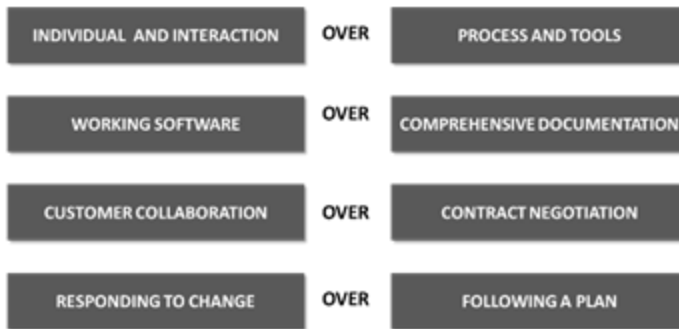 INDIVIDUAL AND INTERACTION OVER PROCESS AND TOOLS
WORKING SOFTWARE OVER COMPREHENSIVE DOCUMENTATION
CUSTOMER COLLABORATION OVER CONTRACT NEGOTIATION
RESPONDING TO CHANGE OVER FOLLOWING A PLAN